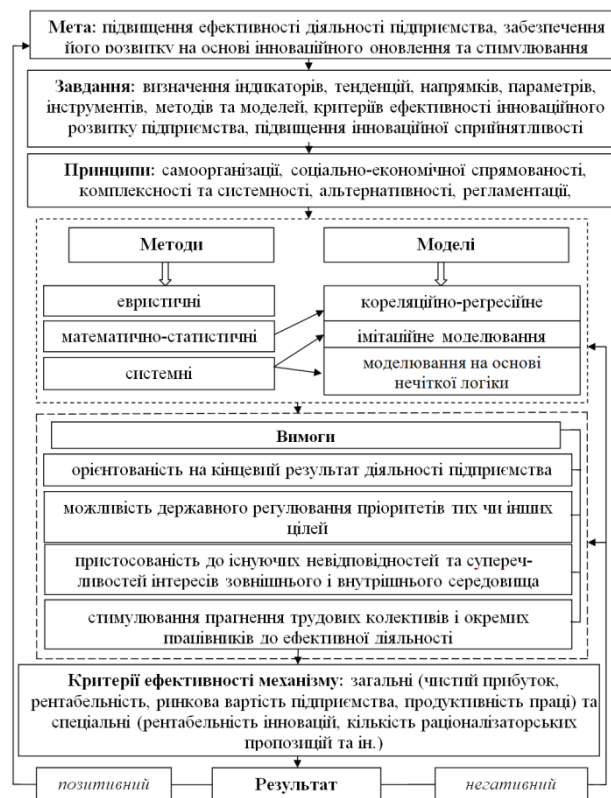 Мета: підвищення ефективності діяльності підприємства, забезпечення
його розвитку на основі інноваційного оновлення та стимулювання
Завдання: визначення індикаторів, тенденцій, напрямків, параметрів,
інструментів, методів та моделей, критеріїв ефективності інноваційного
розвитку підприємства, підвищення інноваційної сприйнятливості
Принципи: самоорганізації, соціально-економічної спрямованості,
комплексності та системності, альтернативності, регламентації,
Методи
Моделі
евристичні
кореляційно-регресійне
математично-статистичні
імітаційне моделювання
системні
моделювання на основі
нечіткої логіки
Вимоги
орієнтованість на кінцевий результат діяльності підприємства
можливість державного регулювання пріоритетів тих чи інших
цілей
пристосованість до існуючих невідповідностей та супереч-
ливостей інтересів зовнішнього і внутрішнього середовища
стимулювання прагнення трудових колективів і окремих
працівників до ефективної діяльності
Критерії ефективності механізму: загальні (чистий прибуток,
рентабельність, ринкова вартість підприємства, продуктивність праці) та
спеціальні (рентабельність інновацій, кількість раціоналізаторських
пропозицій та ін.)
позитивний
Результат
негативний